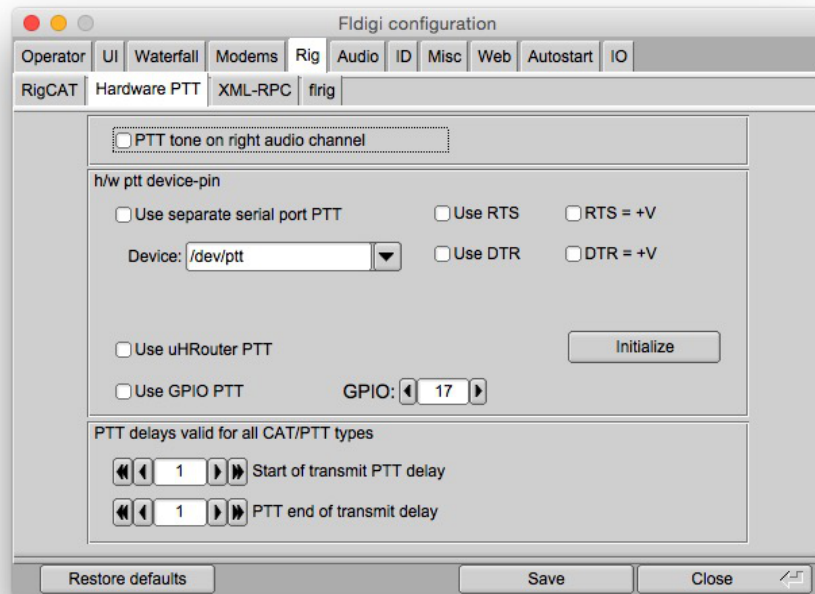 Fldigi configuration
Operator UI Waterfall Modems Rig Audio ID Misc Web Autostart IO
RigCAT Hardware PTT XML-RPC flrig
PTT tone on right audio channel
h/w ptt device-pin
Use separate serial port PTT Use RTS RTS = +V
Device: /dev/ptt Use DTR DTR = +V
Use uHRouter PTT Initialize
Use GPIO PTT GPIO: 17
PTT delays valid for all CAT/PTT types
1 Start of transmit PTT delay
1 PTT end of transmit delay
Restore defaults Save Close